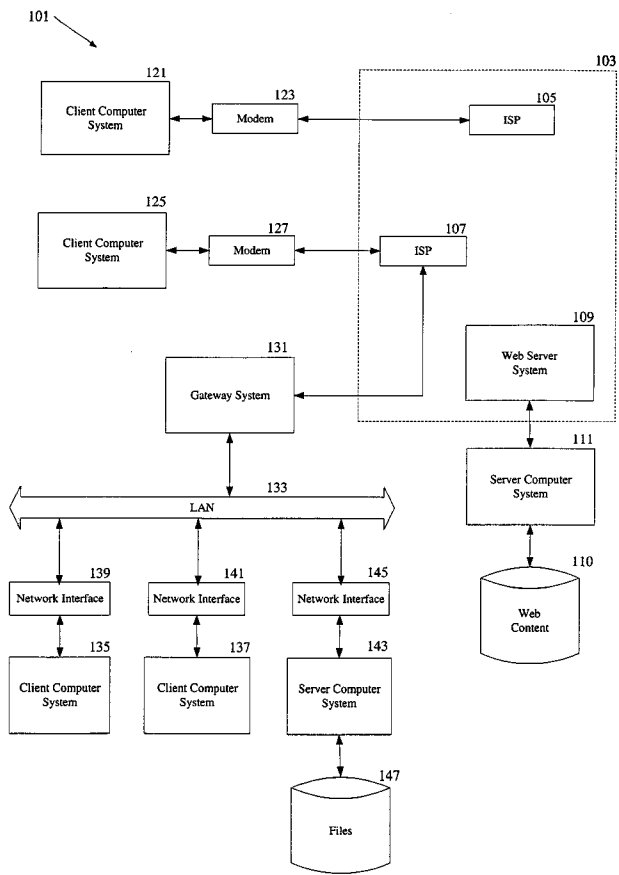 101
103
121
Client Computer
System
123
Modem
105
ISP
125
Client Computer
System
127
Modem
107
ISP
109
Web Server
System
131
Gateway System
111
Server Computer
System
133
LAN
110
Web
Content
139
Network Interface
141
Network Interface
145
Network Interface
135
Client Computer
System
137
Client Computer
System
143
Server Computer
System
147
Files